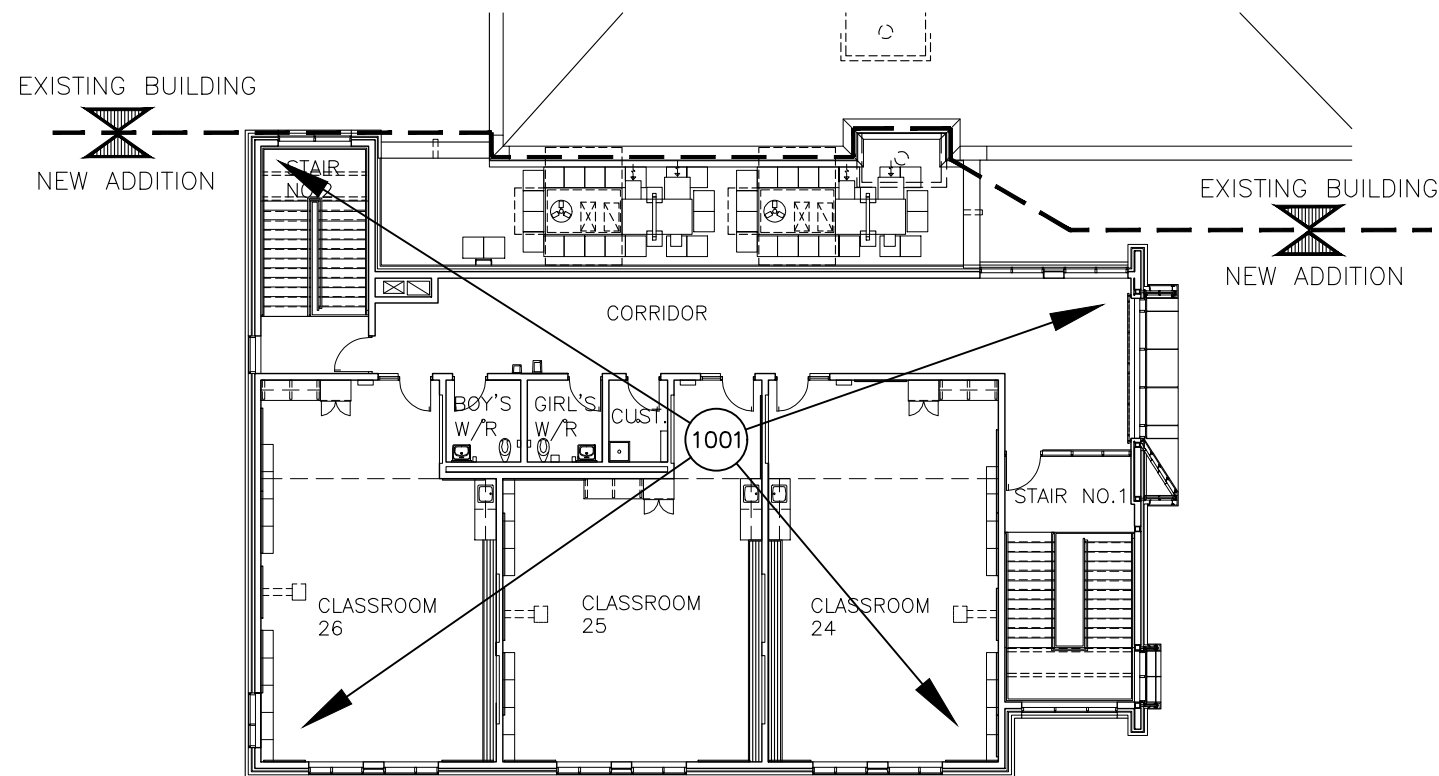 EXISTING BUILDING
NEW ADDITION
STAIR
NO.2
EXISTING BUILDING
NEW ADDITION
CORRIDOR
BOY'S
W/R
GIRL'S
W/R
CUST.
1001
STAIR NO.1
CLASSROOM
26
CLASSROOM
25
CLASSROOM
24